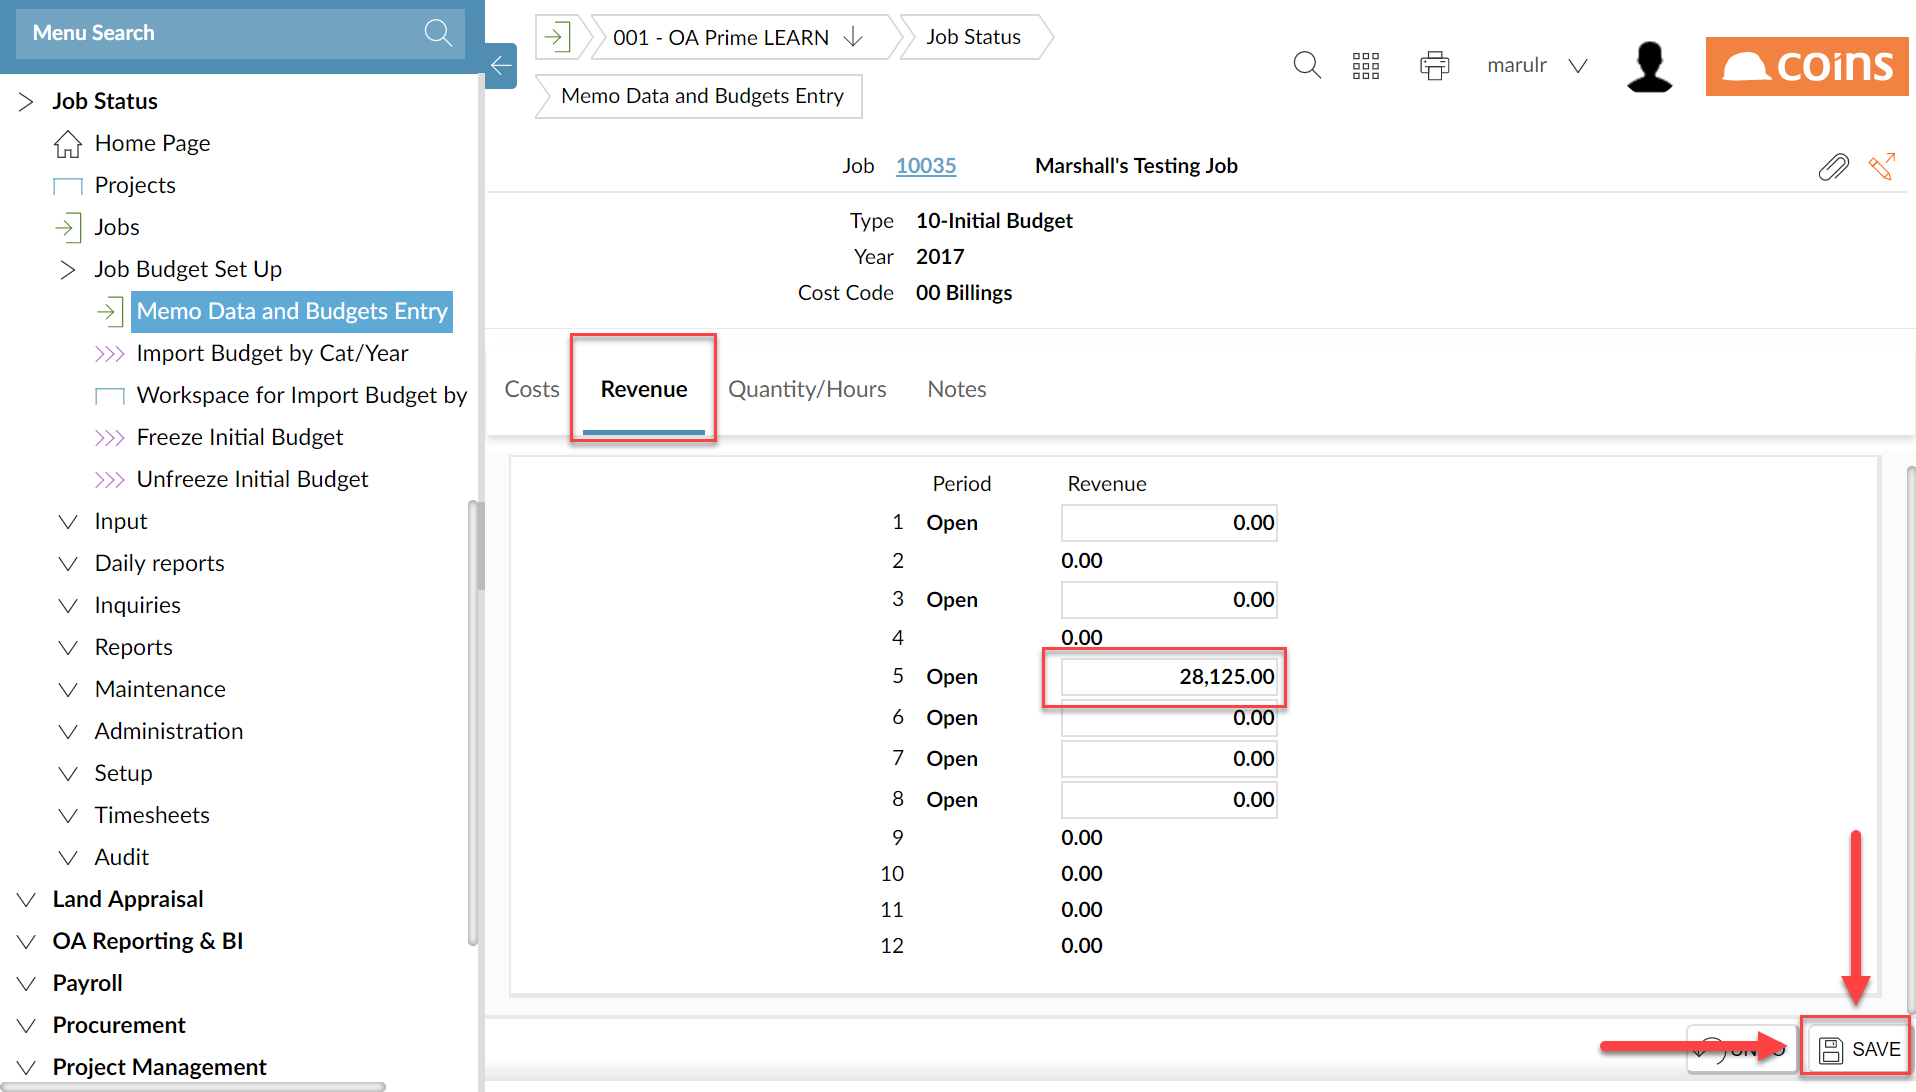 Menu Search
Job Status
Home Page
Projects
Jobs
Job Budget Set Up
Memo Data and Budgets Entry
Import Budget by Cat/Year
Workspace for Import Budget by
Freeze Initial Budget
Unfreeze Initial Budget
Input
Daily reports
Inquiries
Reports
Maintenance
Administration
Setup
Timesheets
Audit
Land Appraisal
OA Reporting & BI
Payroll
Procurement
Project Management
001 - OA Prime LEARN
Job Status
Memo Data and Budgets Entry
marulr
coins
Job 10035 Marshall's Testing Job
Type 10-Initial Budget
Year 2017
Cost Code 00 Billings
Costs Revenue Quantity/Hours Notes
Period Revenue
1 Open 0.00
2 0.00
3 Open 0.00
4 0.00
5 Open 28,125.00
6 Open 0.00
7 Open 0.00
8 Open 0.00
9 0.00
10 0.00
11 0.00
12 0.00
SAVE